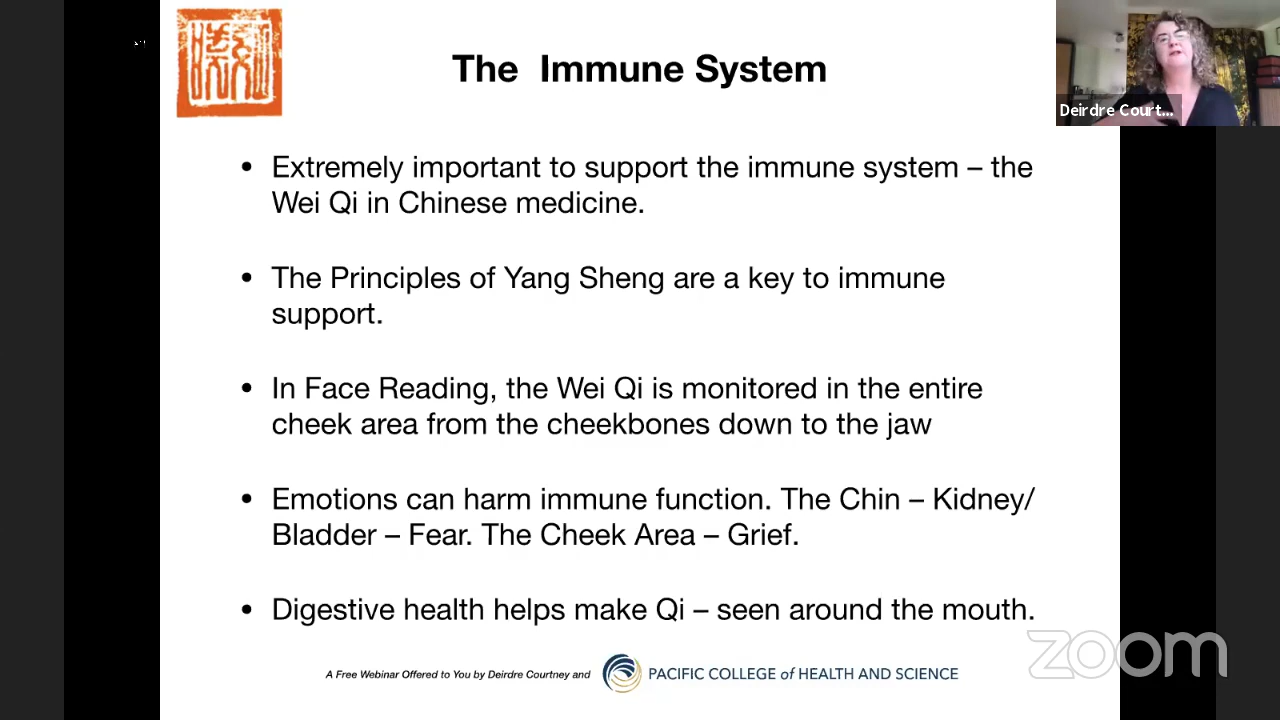 The Immune System
Deirdre Court...
• Extremely important to support the immune system – the
Wei Qi in Chinese medicine.
• The Principles of Yang Sheng are a key to immune
support.
• In Face Reading, the Wei Qi is monitored in the entire
cheek area from the cheekbones down to the jaw
• Emotions can harm immune function. The Chin – Kidney/
Bladder – Fear. The Cheek Area – Grief.
• Digestive health helps make Qi – seen around the mouth.
zoom
A Free Webinar Offered to You by Deirdre Courtney and
PACIFIC COLLEGE of HEALTH AND SCIENCE